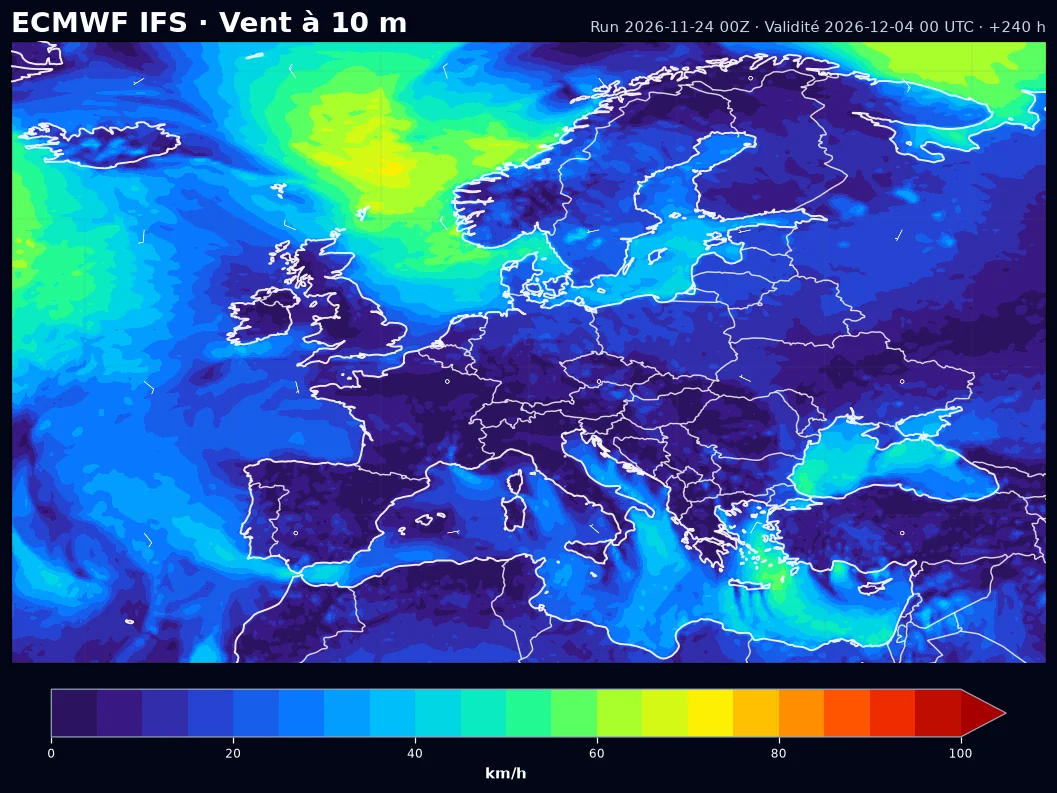 ECMWF IFS · Vent à 10 m
Run 2026-11-24 00Z · Validité 2026-12-04 00 UTC · +240 h
0 20 40 60 80 100
km/h